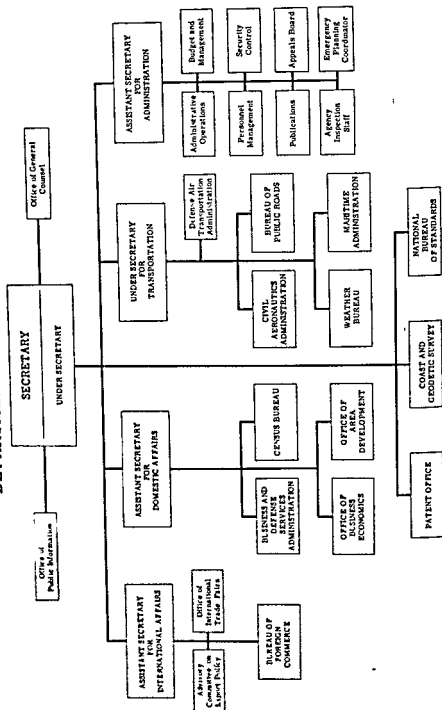 Office of
Public Information
SECRETARY
UNDER SECRETARY
Office of General
Counsel
ASSISTANT SECRETARY
FOR
INTERNATIONAL AFFAIRS
Advisory
Committee on
Export Policy
Office of
International
Trade Fairs
BUREAU OF
FOREIGN
COMMERCE
ASSISTANT SECRETARY
FOR
DOMESTIC AFFAIRS
BUSINESS AND
DEFENSE
SERVICES
ADMINISTRATION
CENSUS BUREAU
OFFICE OF
BUSINESS
ECONOMICS
OFFICE OF
AREA
DEVELOPMENT
UNDER SECRETARY
FOR
TRANSPORTATION
Defense Air
Transportation
Administration
CIVIL
AERONAUTICS
ADMINISTRATION
BUREAU OF
PUBLIC ROADS
WEATHER
BUREAU
MARITIME
ADMINISTRATION
ASSISTANT SECRETARY
FOR
ADMINISTRATION
Administrative
Operations
Budget and
Management
Personnel
Management
Security
Control
Publications
Appeals Board
Agency
Inspection
Staff
Emergency
Planning
Coordinator
PATENT OFFICE
COAST AND
GEODETIC SURVEY
NATIONAL
BUREAU
OF STANDARDS